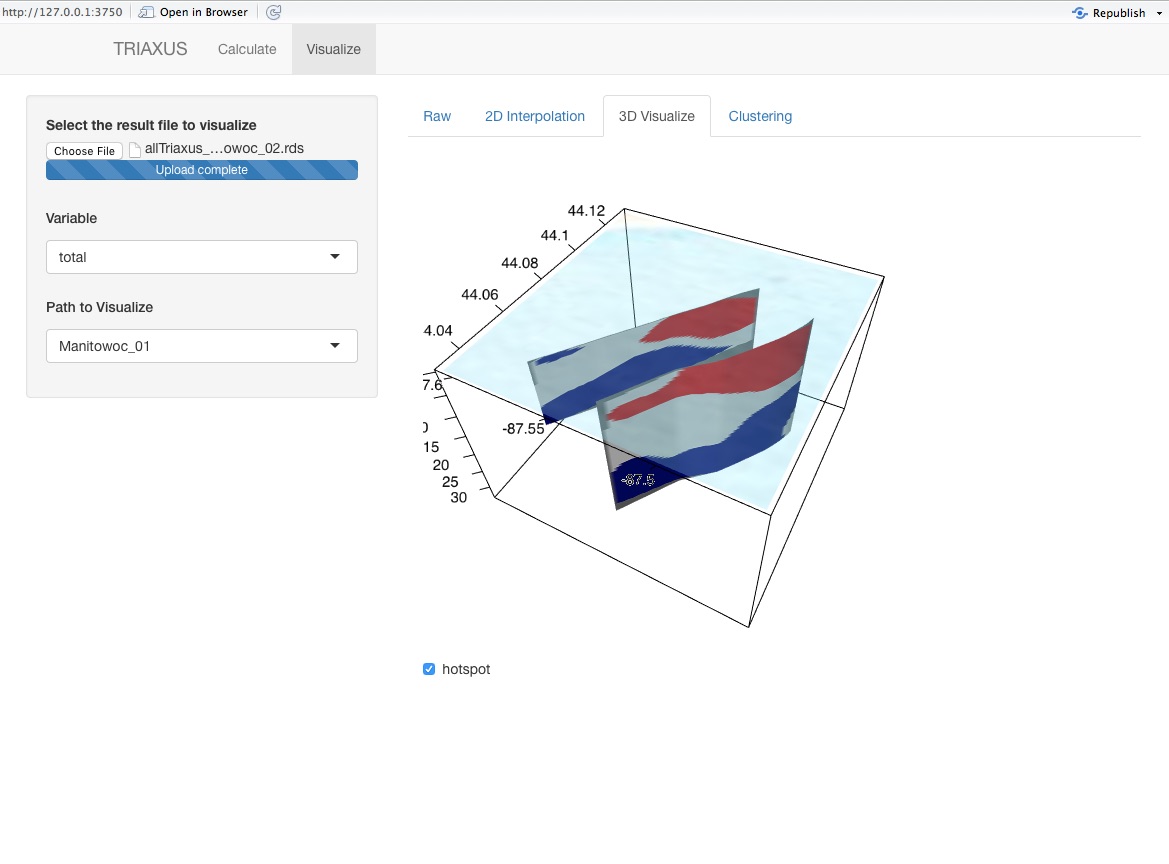 http://127.0.0.1:3750 Open in Browser Republish
TRIAXUS Calculate Visualize
Raw 2D Interpolation 3D Visualize Clustering
Select the result file to visualize
Choose File allTriaxus_...owoc_02.rds
Upload complete
Variable
total
Path to Visualize
Manitowoc_01
44.12
44.1
44.08
44.06
4.04
7.6
-87.55
0
15
20
25
30
-87.5
hotspot